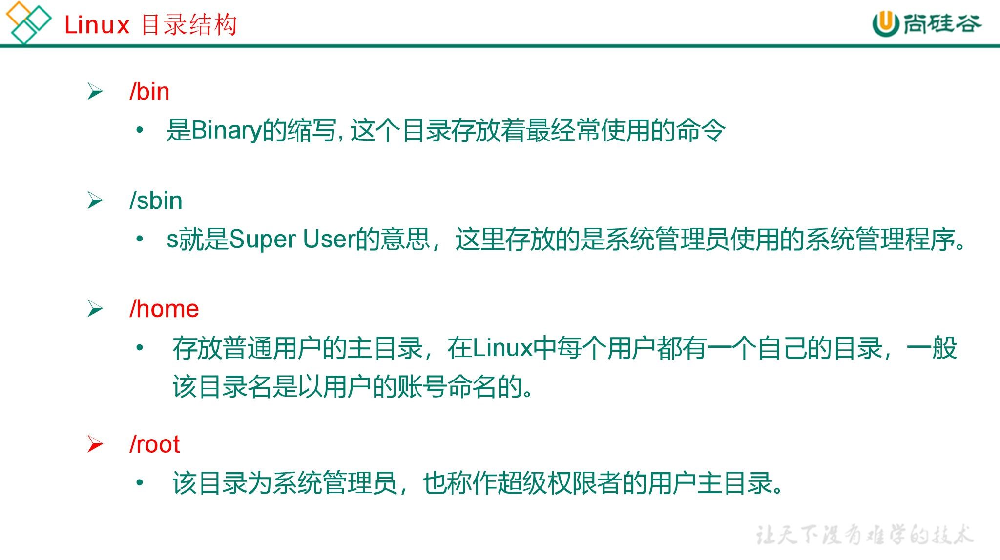 Linux 目录结构
尚硅谷
/bin
• 是Binary的缩写, 这个目录存放着最经常使用的命令
/sbin
• s就是Super User的意思，这里存放的是系统管理员使用的系统管理程序。
/home
• 存放普通用户的主目录，在Linux中每个用户都有一个自己的目录，一般
该目录名是以用户的账号命名的。
/root
• 该目录为系统管理员，也称作超级权限者的用户主目录。
让天下没有难学的技术